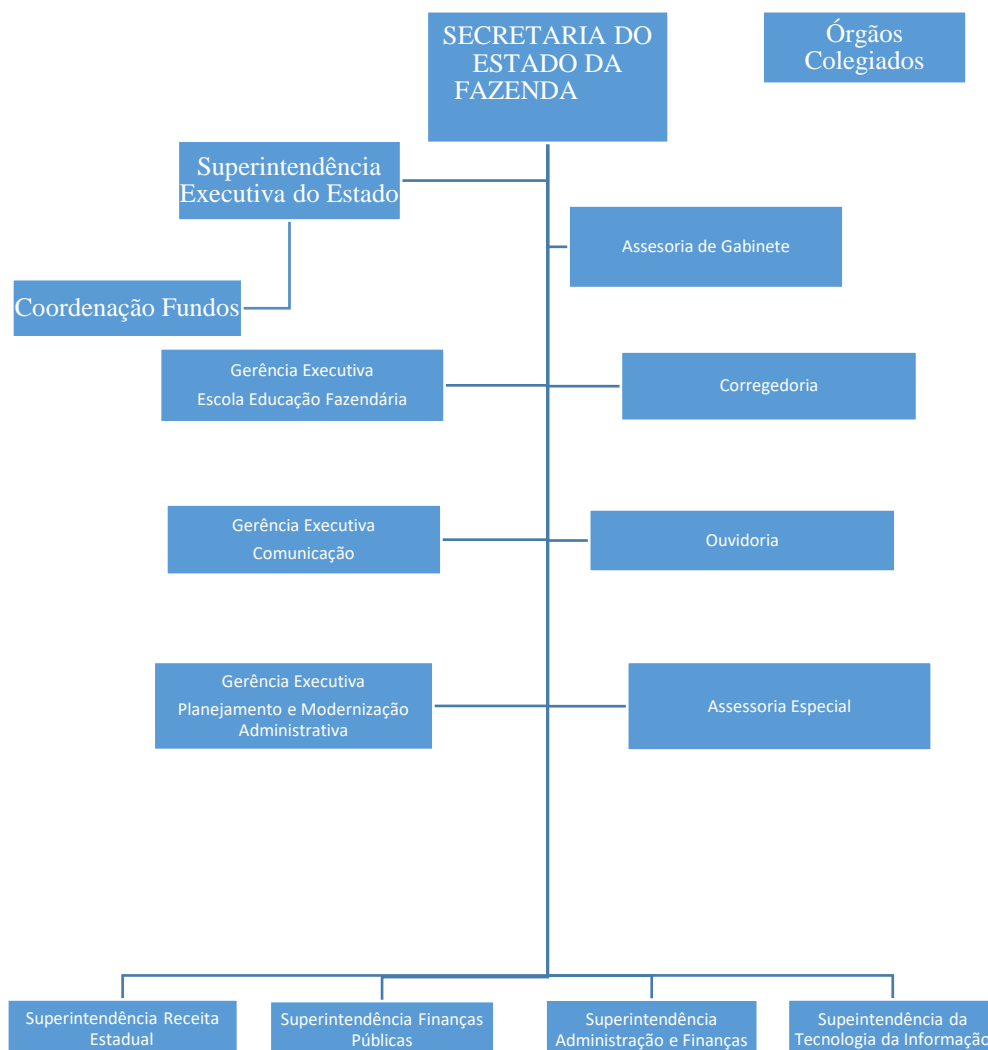 SECRETARIA DO
ESTADO DA
FAZENDA
Órgãos
Colegiados
Superintendência
Executiva do Estado
Assesoria de Gabinete
Coordenação Fundos
Gerência Executiva
Escola Educação Fazendária
Corregedoria
Gerência Executiva
Comunicação
Ouvidoria
Gerência Executiva
Planejamento e Modernização
Administrativa
Assessoria Especial
Superintendência Receita
Estadual
Superintendência Finanças
Públicas
Superintendência
Administração e Finanças
Supeintendência da
Tecnologia da Informação